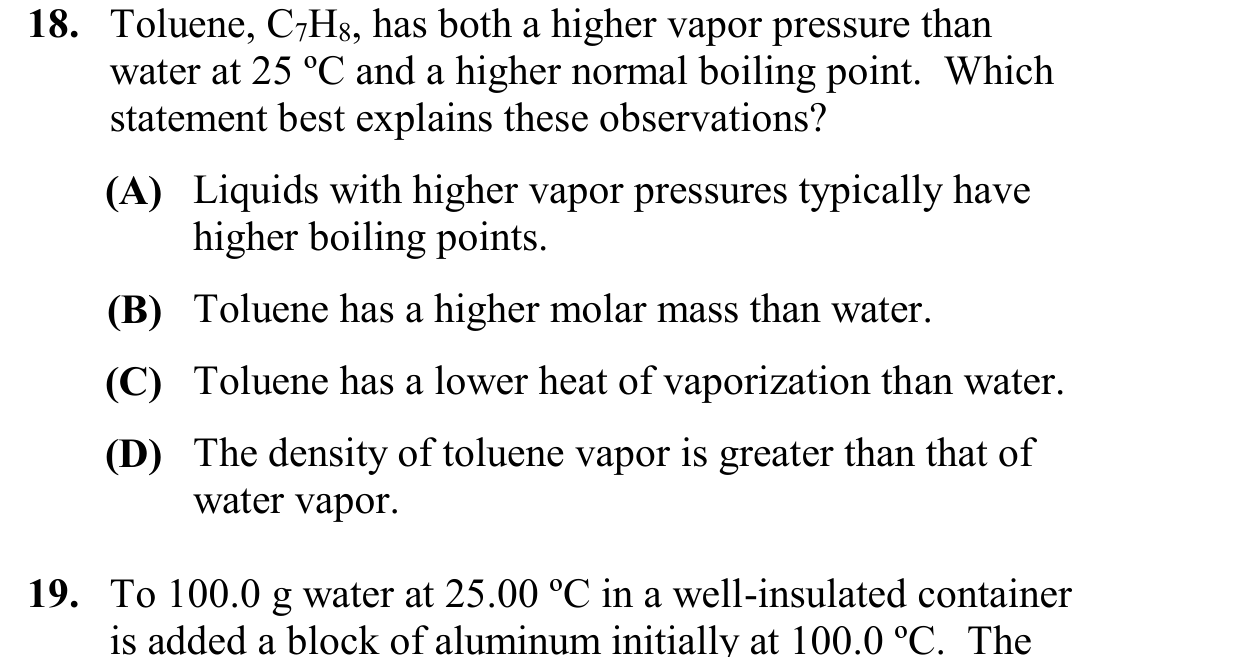 18. Toluene, C₇H₈, has both a higher vapor pressure than
water at 25 ºC and a higher normal boiling point. Which
statement best explains these observations?
(A) Liquids with higher vapor pressures typically have
higher boiling points.
(B) Toluene has a higher molar mass than water.
(C) Toluene has a lower heat of vaporization than water.
(D) The density of toluene vapor is greater than that of
water vapor.
19. To 100.0 g water at 25.00 ºC in a well-insulated container
is added a block of aluminum initially at 100.0 ºC. The